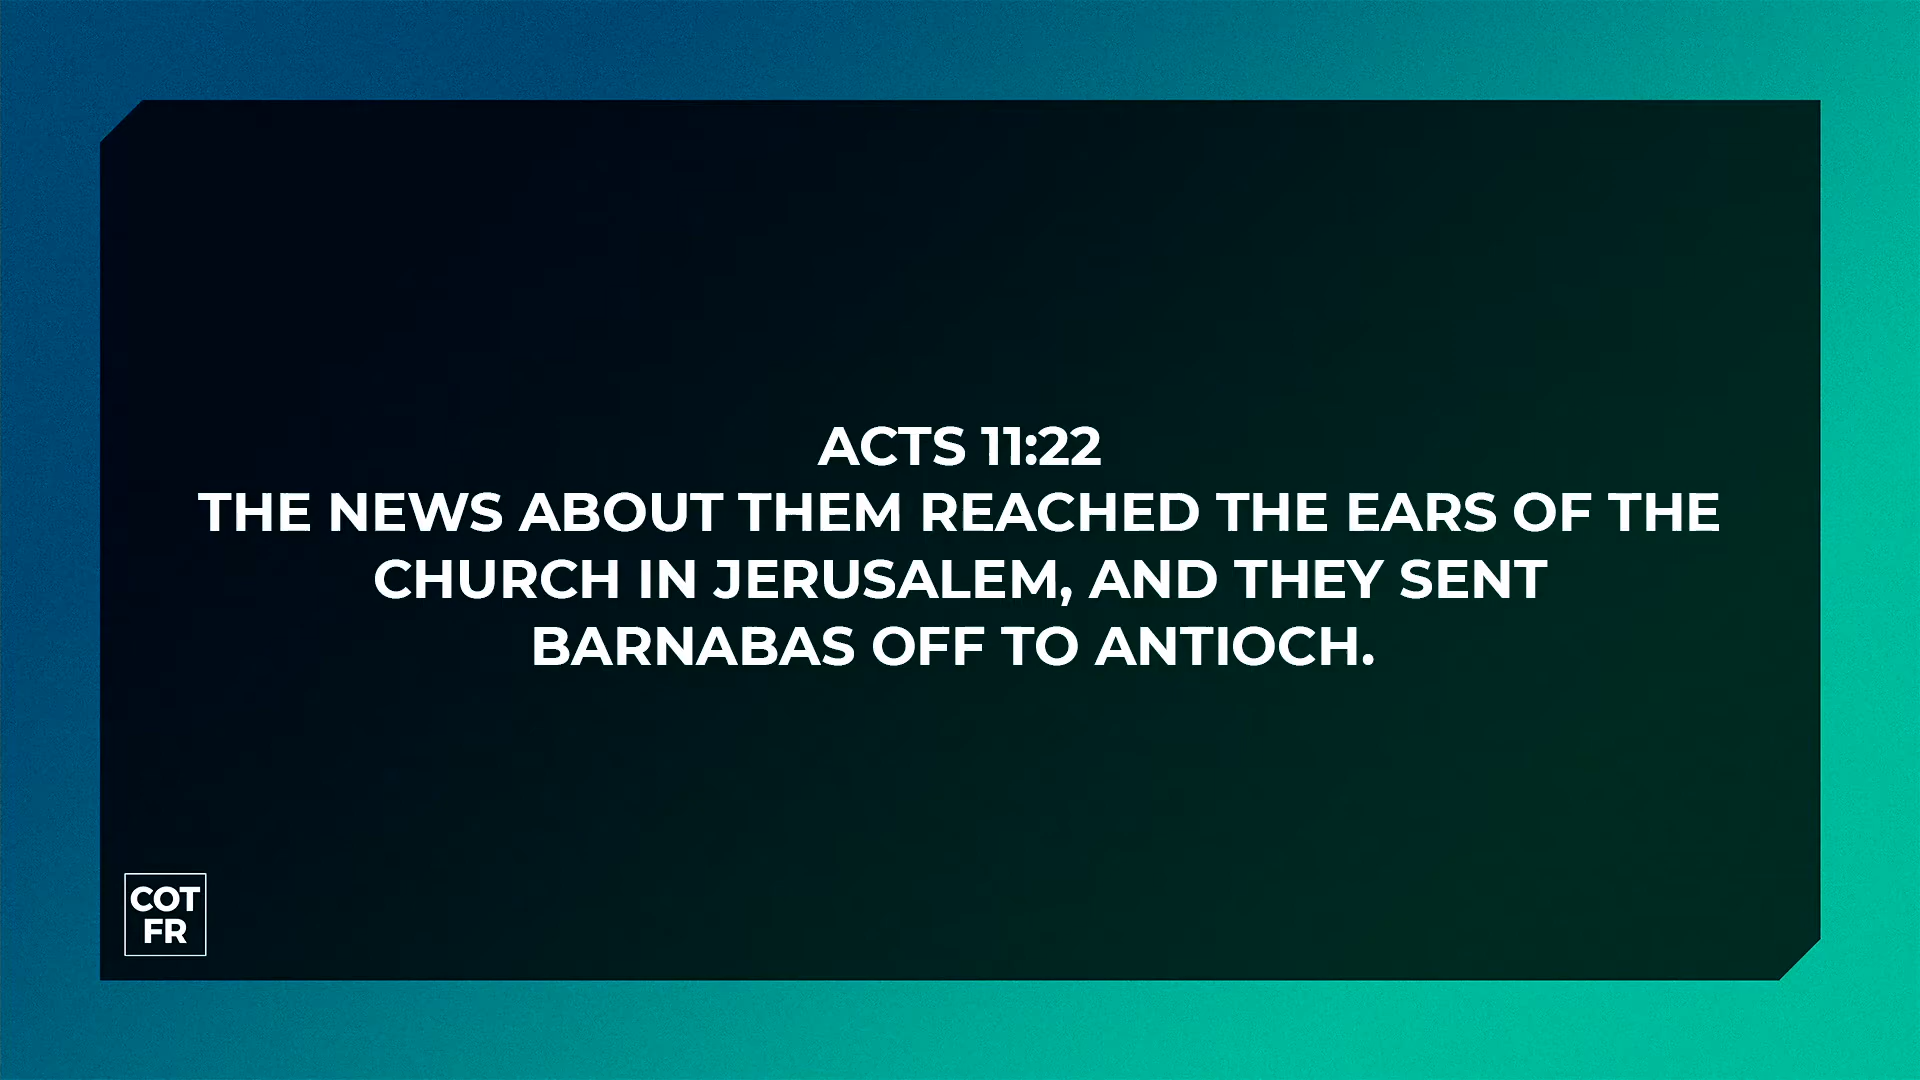 ACTS 11:22
THE NEWS ABOUT THEM REACHED THE EARS OF THE
CHURCH IN JERUSALEM, AND THEY SENT
BARNABAS OFF TO ANTIOCH.
COT
FR